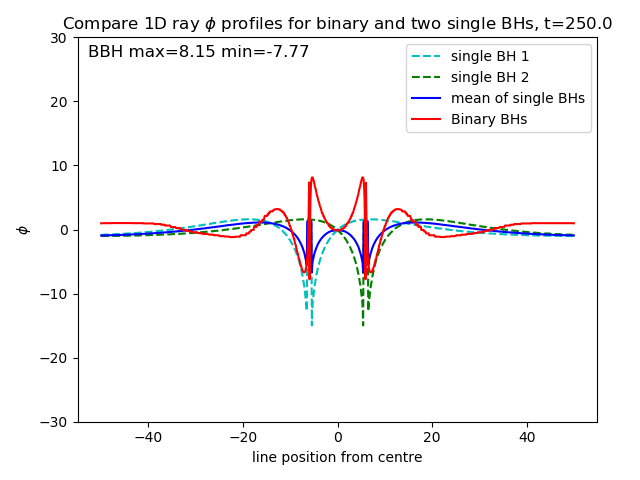 Compare 1D ray ϕ profiles for binary and two single BHs, t=250.0
BBH max=8.15 min=-7.77
single BH 1
single BH 2
mean of single BHs
Binary BHs
30
20
10
0
−10
−20
−30
ϕ
−40 −20 0 20 40
line position from centre